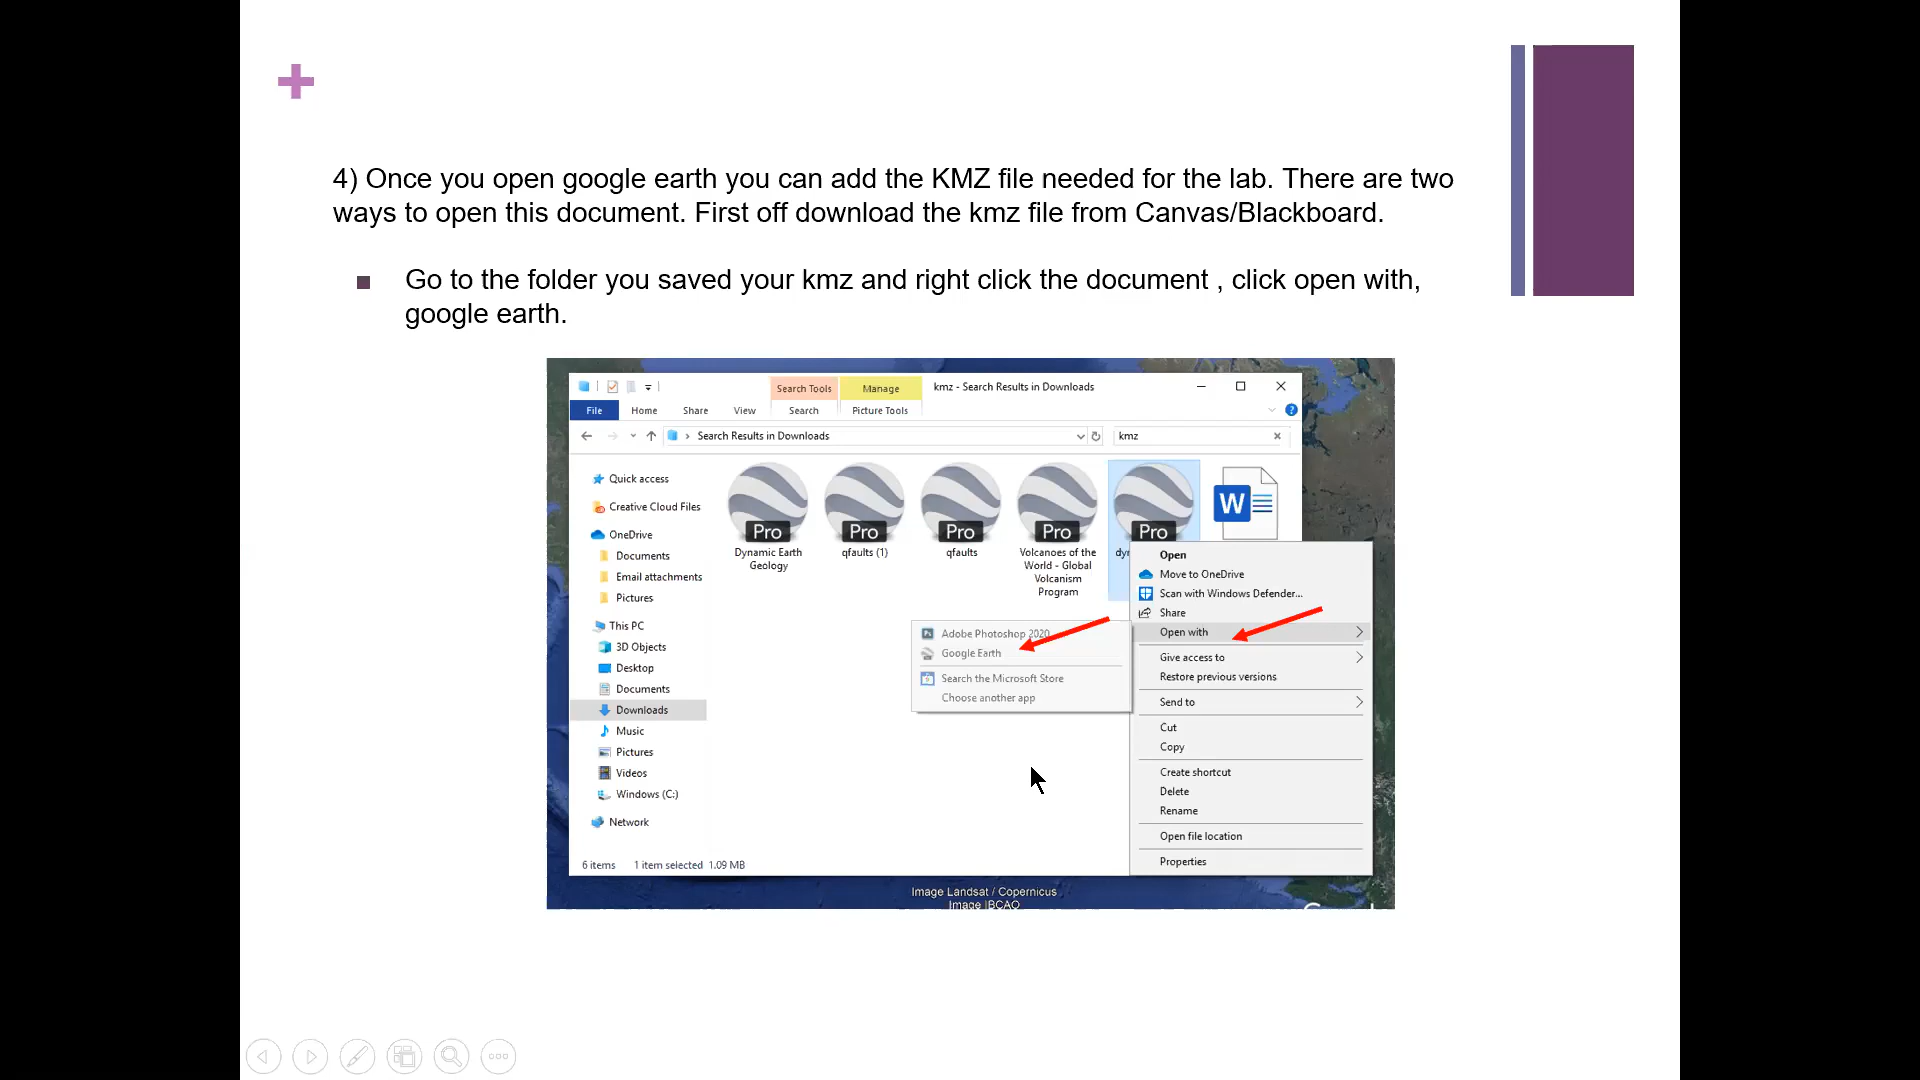 4) Once you open google earth you can add the KMZ file needed for the lab. There are two
ways to open this document. First off download the kmz file from Canvas/Blackboard.
■ Go to the folder you saved your kmz and right click the document , click open with,
google earth.
Search Tools
Manage
kmz - Search Results in Downloads
File
Home
Share
View
Search
Picture Tools
Search Results in Downloads
kmz
Quick access
Creative Cloud Files
OneDrive
Documents
Email attachments
Pictures
This PC
3D Objects
Desktop
Documents
Downloads
Music
Pictures
Videos
Windows (C:)
Network
Pro
Dynamic Earth
Geology
Pro
qfaults (1)
Pro
qfaults
Pro
Volcanoes of the
World - Global
Volcanism
Program
Pro
W
Open
Move to OneDrive
Scan with Windows Defender...
Share
Open with
Give access to
Restore previous versions
Send to
Cut
Copy
Create shortcut
Delete
Rename
Open file location
Properties
Adobe Photoshop 2020
Google Earth
Search the Microsoft Store
Choose another app
6 items 1 item selected 1.09 MB
Image Landsat / Copernicus
Image IBCAO